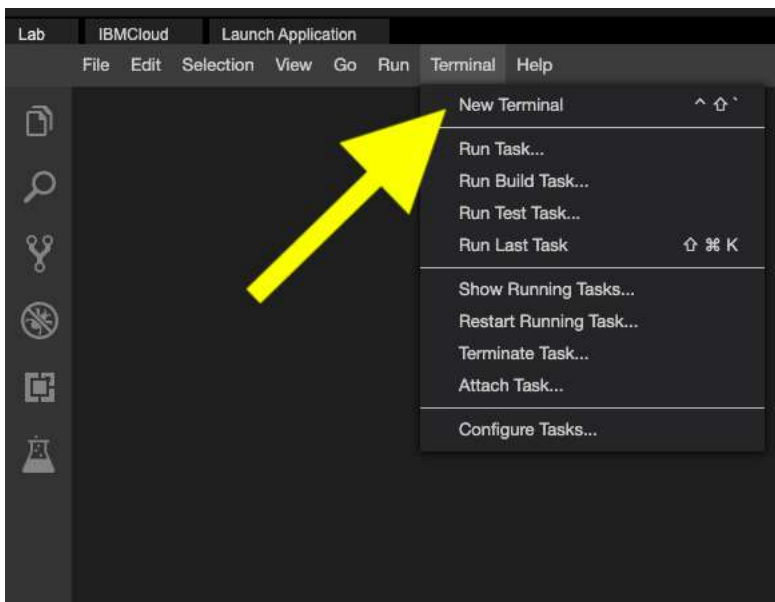 Lab IBMCloud Launch Application
File Edit Selection View Go Run Terminal Help
New Terminal ^ ⇧ `
Run Task...
Run Build Task...
Run Test Task...
Run Last Task ⇧ ⌘ K
Show Running Tasks...
Restart Running Task...
Terminate Task...
Attach Task...
Configure Tasks...